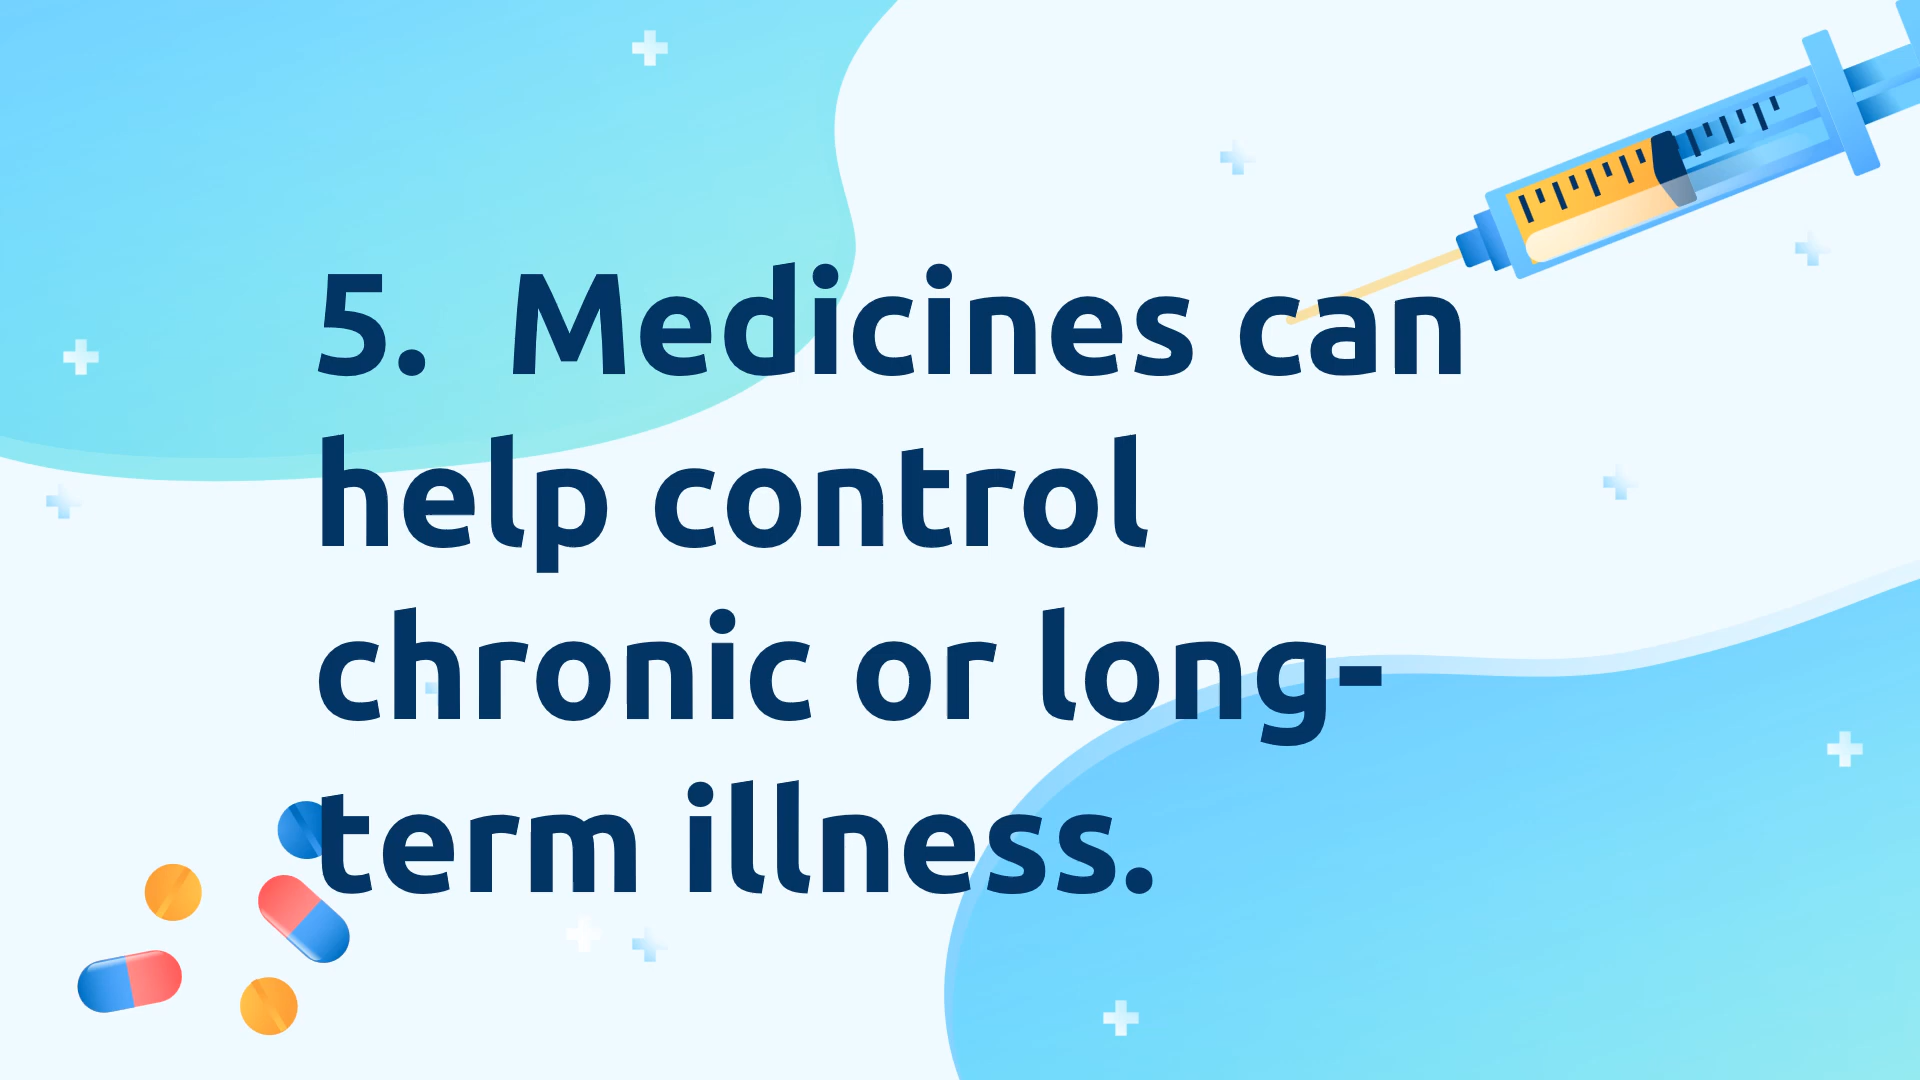 5.  Medicines can
help control
chronic or long-
term illness.